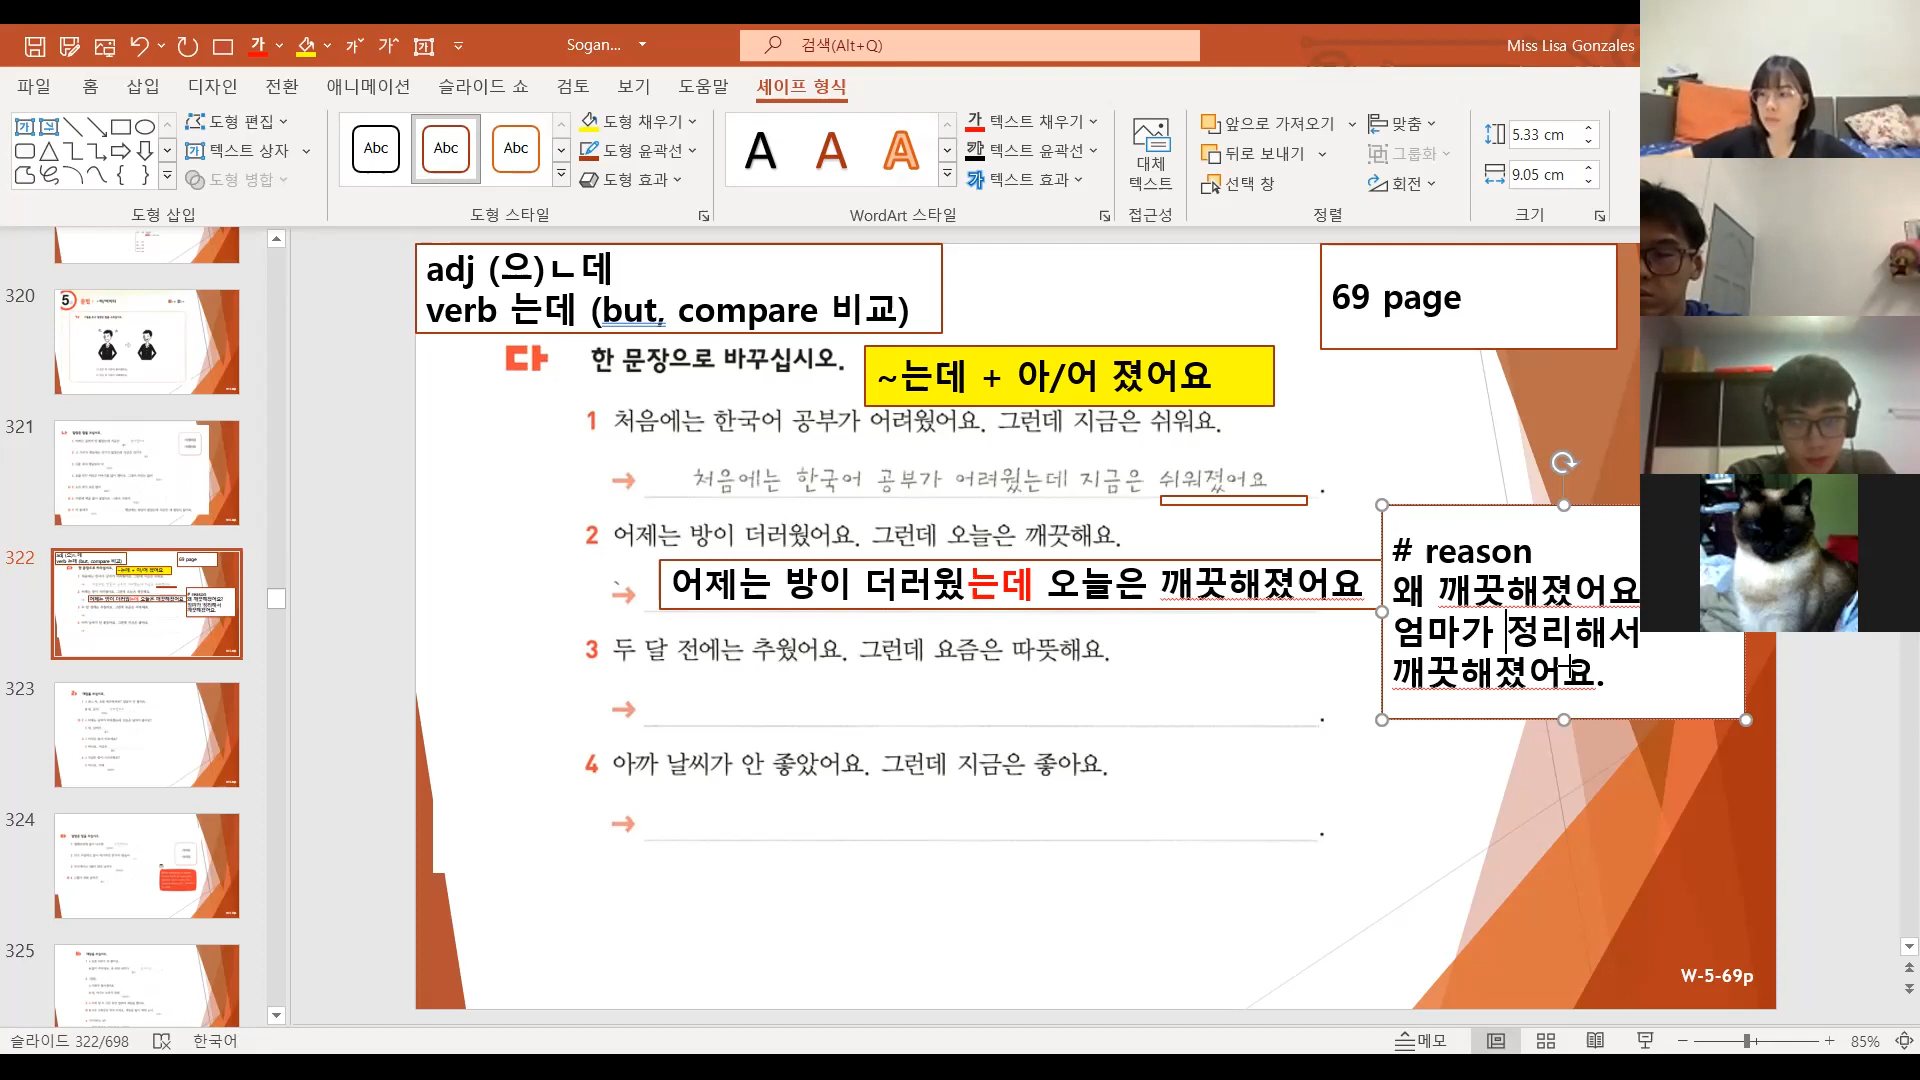 Sogan...
검색(Alt+Q)
Miss Lisa Gonzales
파일 홈 삽입 디자인 전환 애니메이션 슬라이드 쇼 검토 보기 도움말 셰이프 형식
도형 편집
텍스트 상자
도형 병합
도형 삽입
Abc Abc Abc
도형 채우기
도형 윤곽선
도형 효과
도형 스타일
A A A
텍스트 채우기
텍스트 윤곽선
텍스트 효과
WordArt 스타일
대체
텍스트
접근성
앞으로 가져오기
뒤로 보내기
선택 창
맞춤
그룹화
회전
정렬
5.33 cm
9.05 cm
크기
320
321
322
323
324
325
adj (으)ㄴ데
verb 는데 (but, compare 비교)
69 page
다 한 문장으로 바꾸십시오.
~는데 + 아/어 졌어요
1 처음에는 한국어 공부가 어려웠어요. 그런데 지금은 쉬워요.
→ 처음에는 한국어 공부가 어려웠는데 지금은 쉬워졌어요.
2 어제는 방이 더러웠어요. 그런데 오늘은 깨끗해요.
→ 어제는 방이 더러웠는데 오늘은 깨끗해졌어요
3 두 달 전에는 추웠어요. 그런데 요즘은 따뜻해요.
→ .
4 아까 날씨가 안 좋았어요. 그런데 지금은 좋아요.
→ .
# reason
왜 깨끗해졌어요
엄마가 정리해서
깨끗해졌어요.
W-5-69p
슬라이드 322/698 한국어
메모
85%